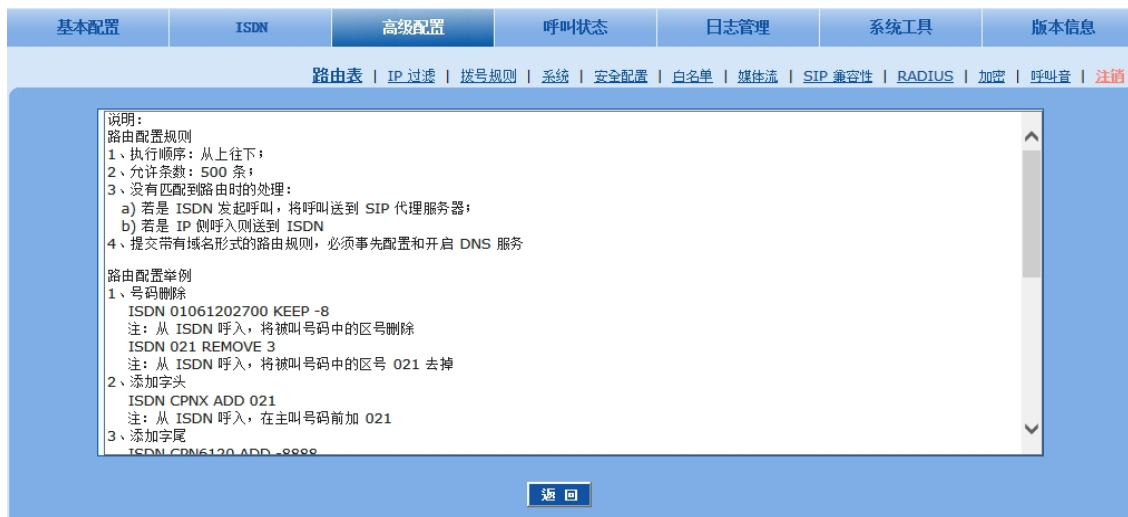 基本配置 ISDN 高级配置 呼叫状态 日志管理 系统工具 版本信息
路由表 | IP 过滤 | 拨号规则 | 系统 | 安全配置 | 白名单 | 媒体流 | SIP 兼容性 | RADIUS | 加密 | 呼叫音 | 注销
说明：
路由配置规则
1、执行顺序：从上往下；
2、允许条数：500 条；
3、没有匹配到路由时的处理：
a) 若是 ISDN 发起呼叫，将呼叫送到 SIP 代理服务器；
b) 若是 IP 侧呼入则送到 ISDN
4、提交带有域名形式的路由规则，必须事先配置和开启 DNS 服务
路由配置举例
1、号码删除
ISDN 01061202700 KEEP -8
注：从 ISDN 呼入，将被叫号码中的区号删除
ISDN 021 REMOVE 3
注：从 ISDN 呼入，将被叫号码中的区号 021 去掉
2、添加字头
ISDN CPNX ADD 021
注：从 ISDN 呼入，在主叫号码前加 021
3、添加字尾
ISDN CPN6120 ADD -8888
返 回